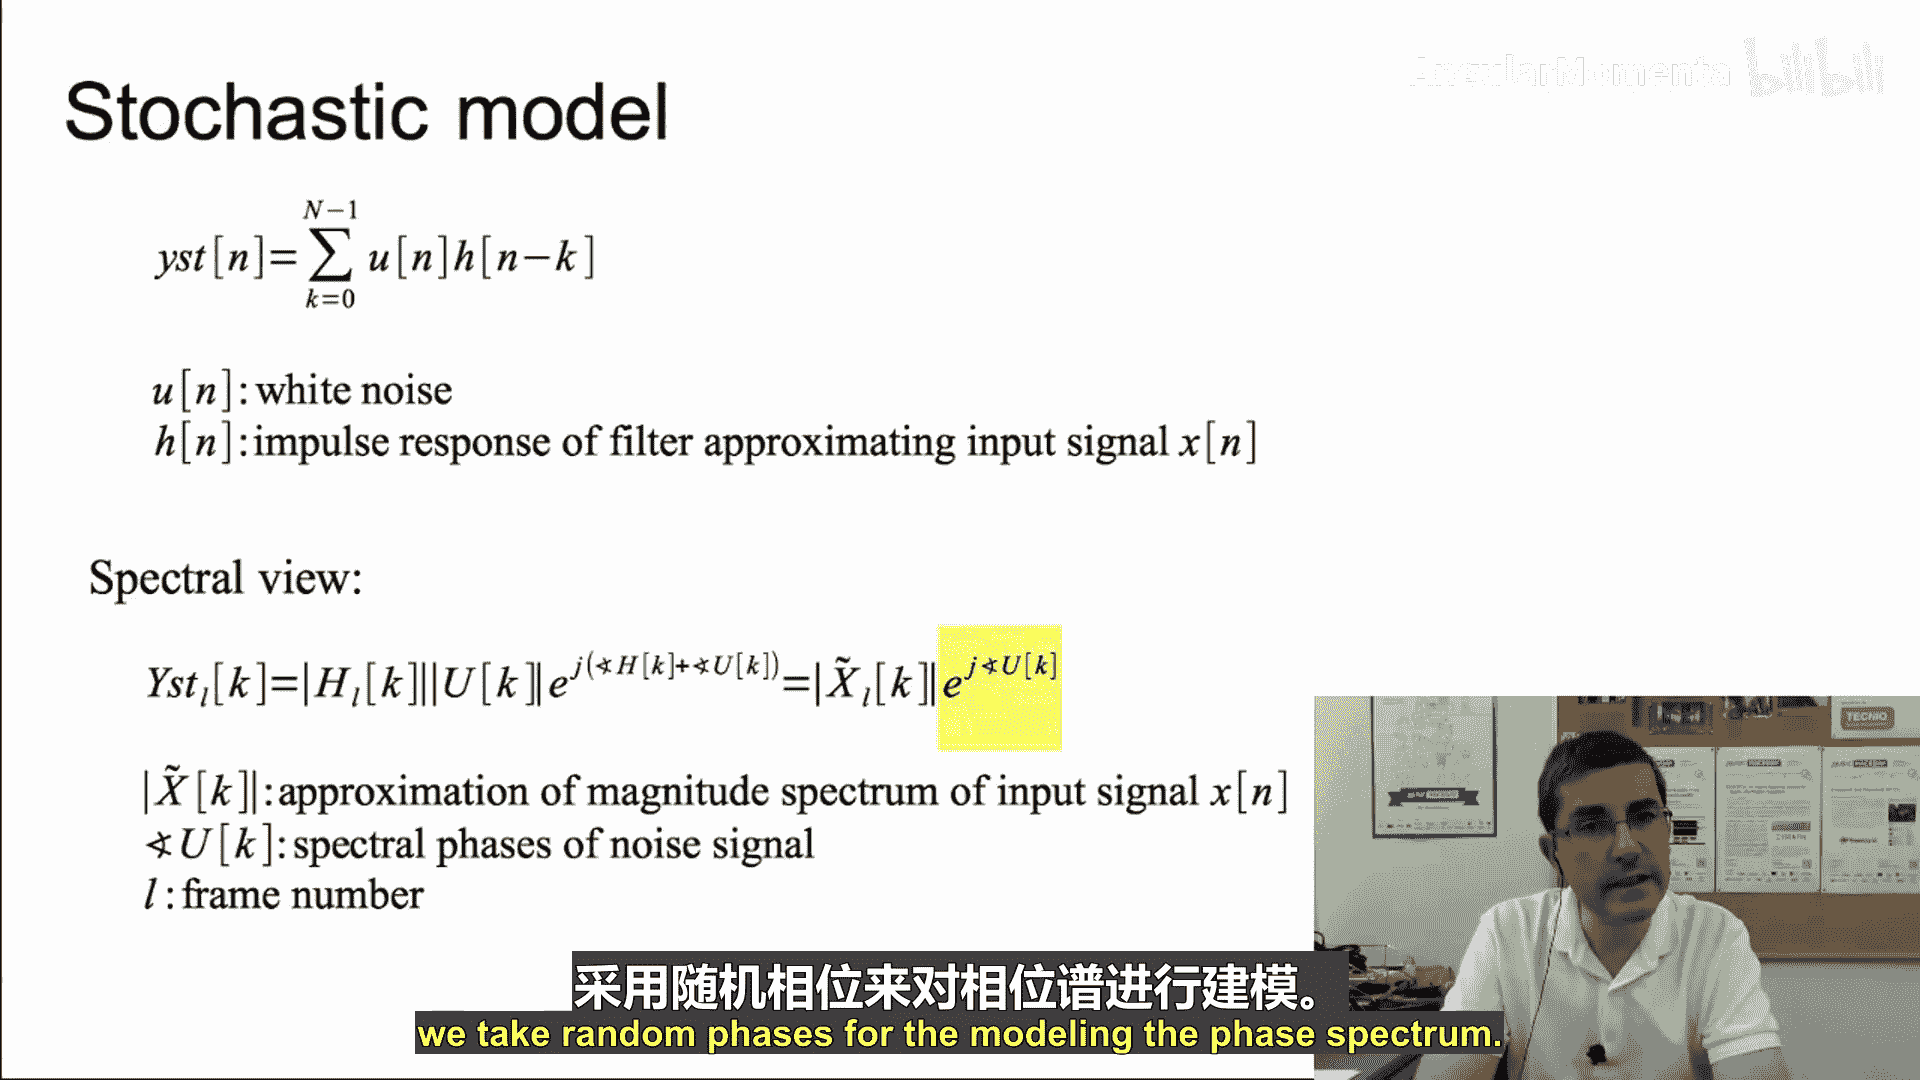 AngularMomenta bilibili
Stochastic model
yst[n]=∑_{k=0}^{N−1} u[n]h[n−k]
u[n]:white noise
h[n]:impulse response of filter approximating input signal x[n]
Spectral view:
Yst_l[k]=|H_l[k]||U[k]|e^{j(∢H[k]+∢U[k])}=|X̃_l[k]|e^{j∢U[k]}
|X̃[k]|:approximation of magnitude spectrum of input signal x[n]
∢U[k]:spectral phases of noise signal
l:frame number
TECNIO
采用随机相位来对相位谱进行建模。
we take random phases for the modeling the phase spectrum.